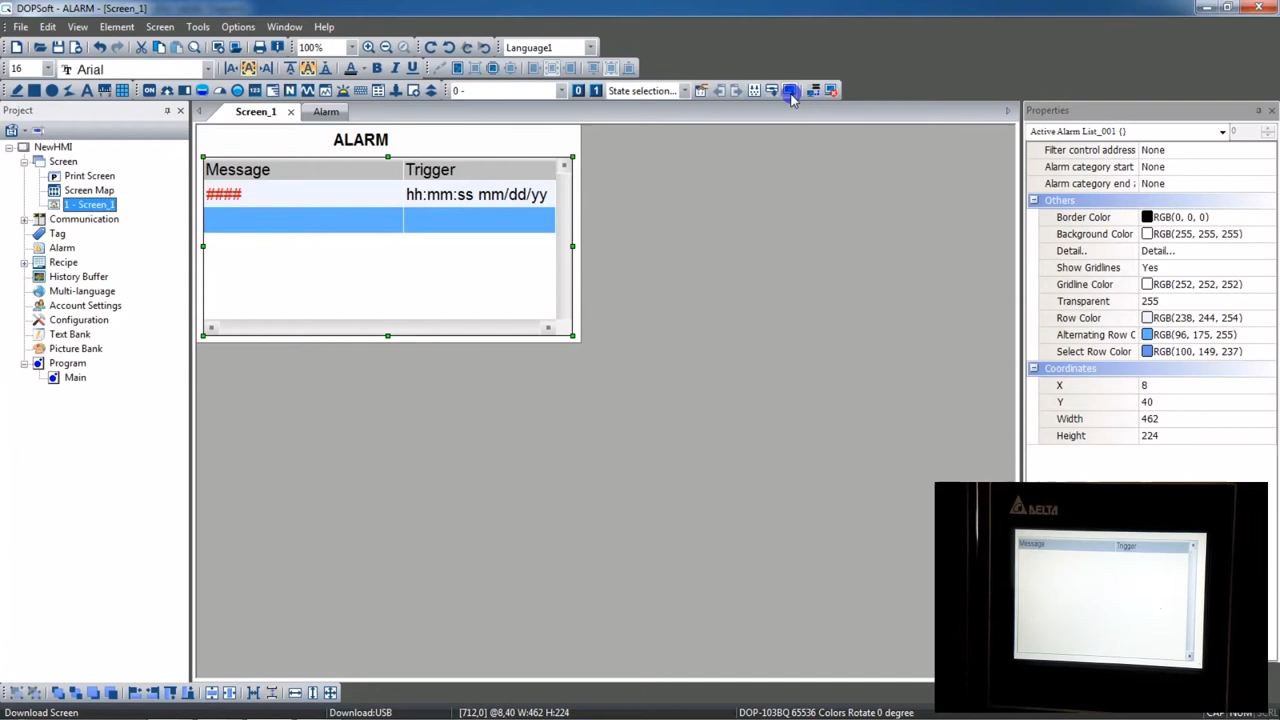 DOPSoft - ALARM - [Screen_1]
File Edit View Element Screen Tools Options Window Help
100% Language1
16 Arial
0 - 0 1 State selection...
Project
Screen_1 Alarm
Properties
NewHMI
Screen
Print Screen
Screen Map
1 - Screen_1
Communication
Tag
Alarm
Recipe
History Buffer
Multi-language
Account Settings
Configuration
Text Bank
Picture Bank
Program
Main
ALARM
Message Trigger
#### hh:mm:ss mm/dd/yy
Active Alarm List_001 {} 0
Filter control address None
Alarm category start None
Alarm category end None
Others
Border Color RGB(0, 0, 0)
Background Color RGB(255, 255, 255)
Detail.. Detail...
Show Gridlines Yes
Gridline Color RGB(252, 252, 252)
Transparent 255
Row Color RGB(238, 244, 254)
Alternating Row C RGB(96, 175, 255)
Select Row Color RGB(100, 149, 237)
Coordinates
X 8
Y 40
Width 462
Height 224
DELTA
Message Trigger
Download Screen Download:USB [712,0] @8,40 W:462 H:224 DOP-103BQ 65536 Colors Rotate 0 degree CAP NUM SCRL